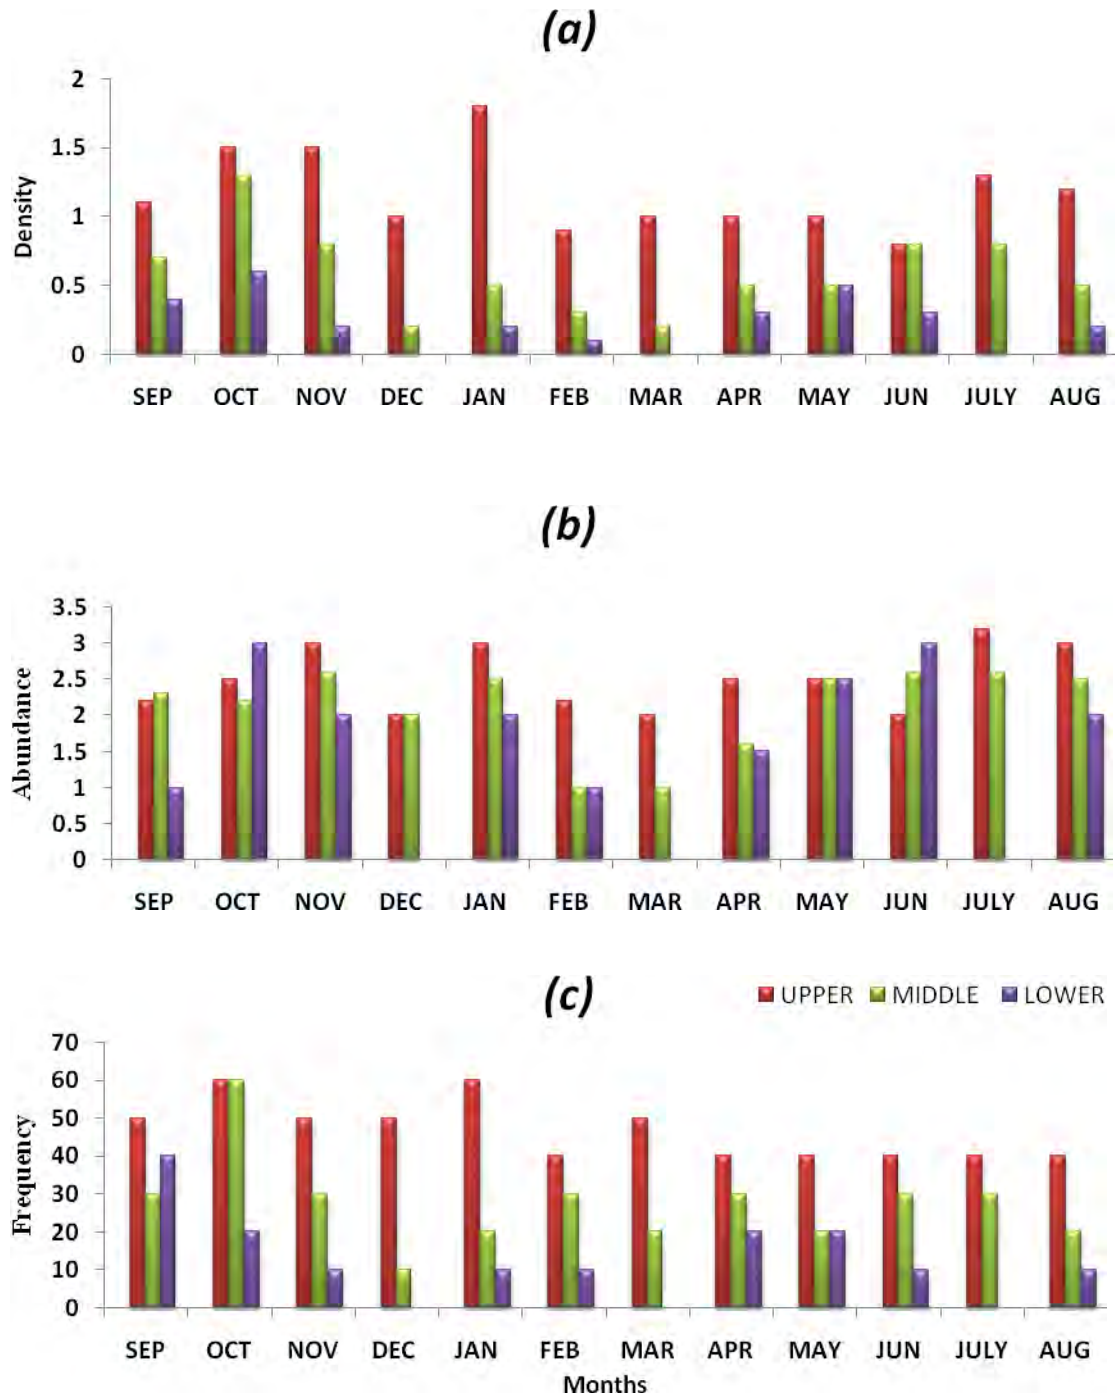 (a)
2
1.5
1
0.5
0
Density
SEP OCT NOV DEC JAN FEB MAR APR MAY JUN JULY AUG
(b)
3.5
3
2.5
2
1.5
1
0.5
0
Abundance
SEP OCT NOV DEC JAN FEB MAR APR MAY JUN JULY AUG
(c)
UPPER MIDDLE LOWER
70
60
50
40
30
20
10
0
Frequency
SEP OCT NOV DEC JAN FEB MAR APR MAY JUN JULY AUG
Months